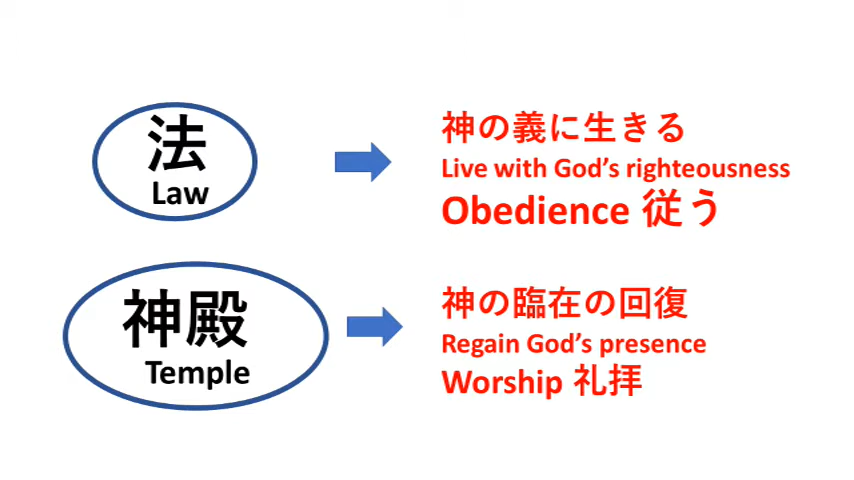 法
Law
神の義に生きる
Live with God’s righteousness
Obedience 従う
神殿
Temple
神の臨在の回復
Regain God’s presence
Worship 礼拝